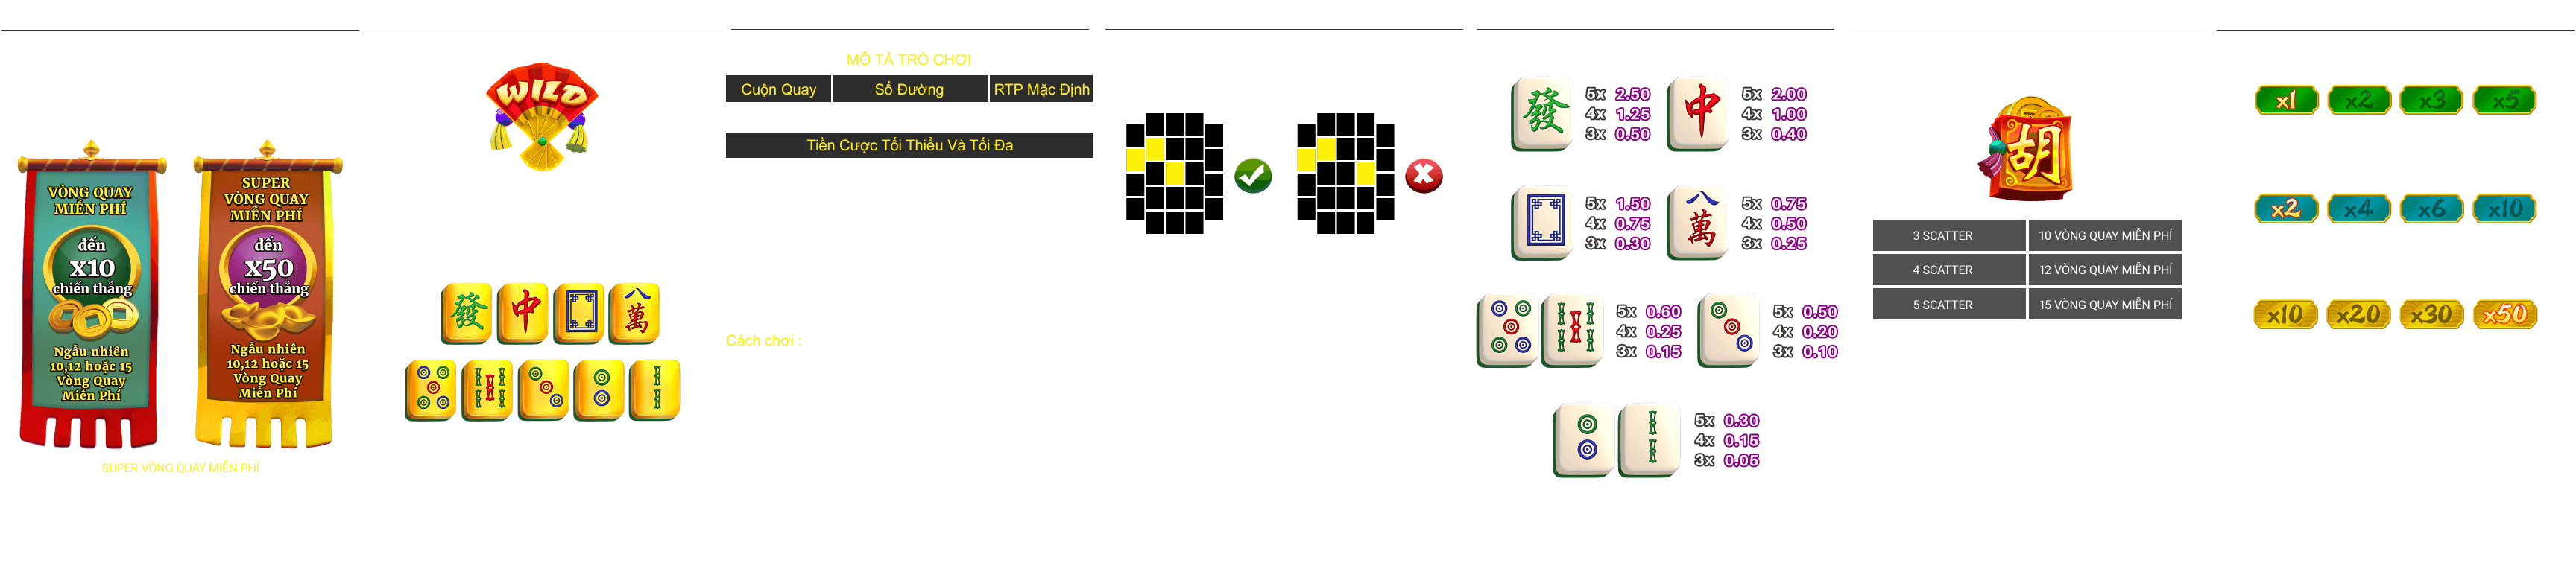 VÒNG QUAY
MIỄN PHÍ
đến
x10
chiến thắng
Ngẫu nhiên
10,12 hoặc 15
Vòng Quay
Miễn Phí
SUPER
VÒNG QUAY
MIỄN PHÍ
đến
x50
chiến thắng
Ngẫu nhiên
10,12 hoặc 15
Vòng Quay
Miễn Phí
SUPER VÒNG QUAY MIỄN PHÍ
WILD
發 中 八萬
MÔ TẢ TRÒ CHƠI
Cuộn Quay Số Đường RTP Mặc Định
Tiền Cược Tối Thiểu Và Tối Đa
Cách chơi :
發
5x 2.50
4x 1.25
3x 0.50
中
5x 2.00
4x 1.00
3x 0.40
5x 1.50
4x 0.75
3x 0.30
八萬
5x 0.75
4x 0.50
3x 0.25
5x 0.60
4x 0.25
3x 0.15
5x 0.50
4x 0.20
3x 0.10
5x 0.30
4x 0.15
3x 0.05
胡
3 SCATTER 10 VÒNG QUAY MIỄN PHÍ
4 SCATTER 12 VÒNG QUAY MIỄN PHÍ
5 SCATTER 15 VÒNG QUAY MIỄN PHÍ
x1 x2 x3 x5
x2 x4 x6 x10
x10 x20 x30 x50